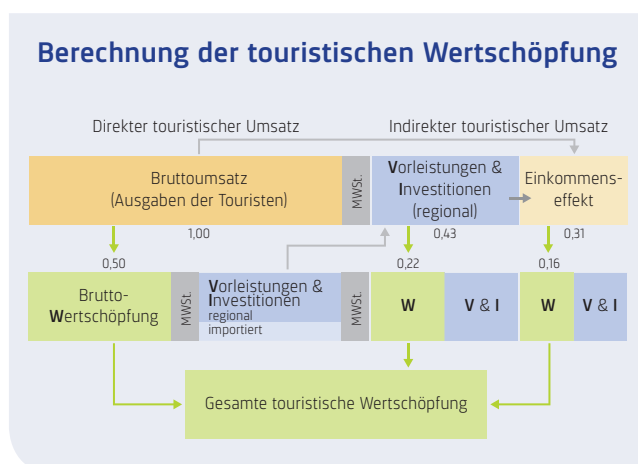 Berechnung der touristischen Wertschöpfung
Direkter touristischer Umsatz
Indirekter touristischer Umsatz
Bruttoumsatz
(Ausgaben der Touristen)
MWSt.
Vorleistungen &
Investitionen
(regional)
Einkommens-
effekt
1,00
0,43
0,31
0,50
0,22
0,16
Brutto-
Wertschöpfung
MWSt.
Vorleistungen &
Investitionen
regional
importiert
MWSt.
W
V & I
W
V & I
Gesamte touristische Wertschöpfung